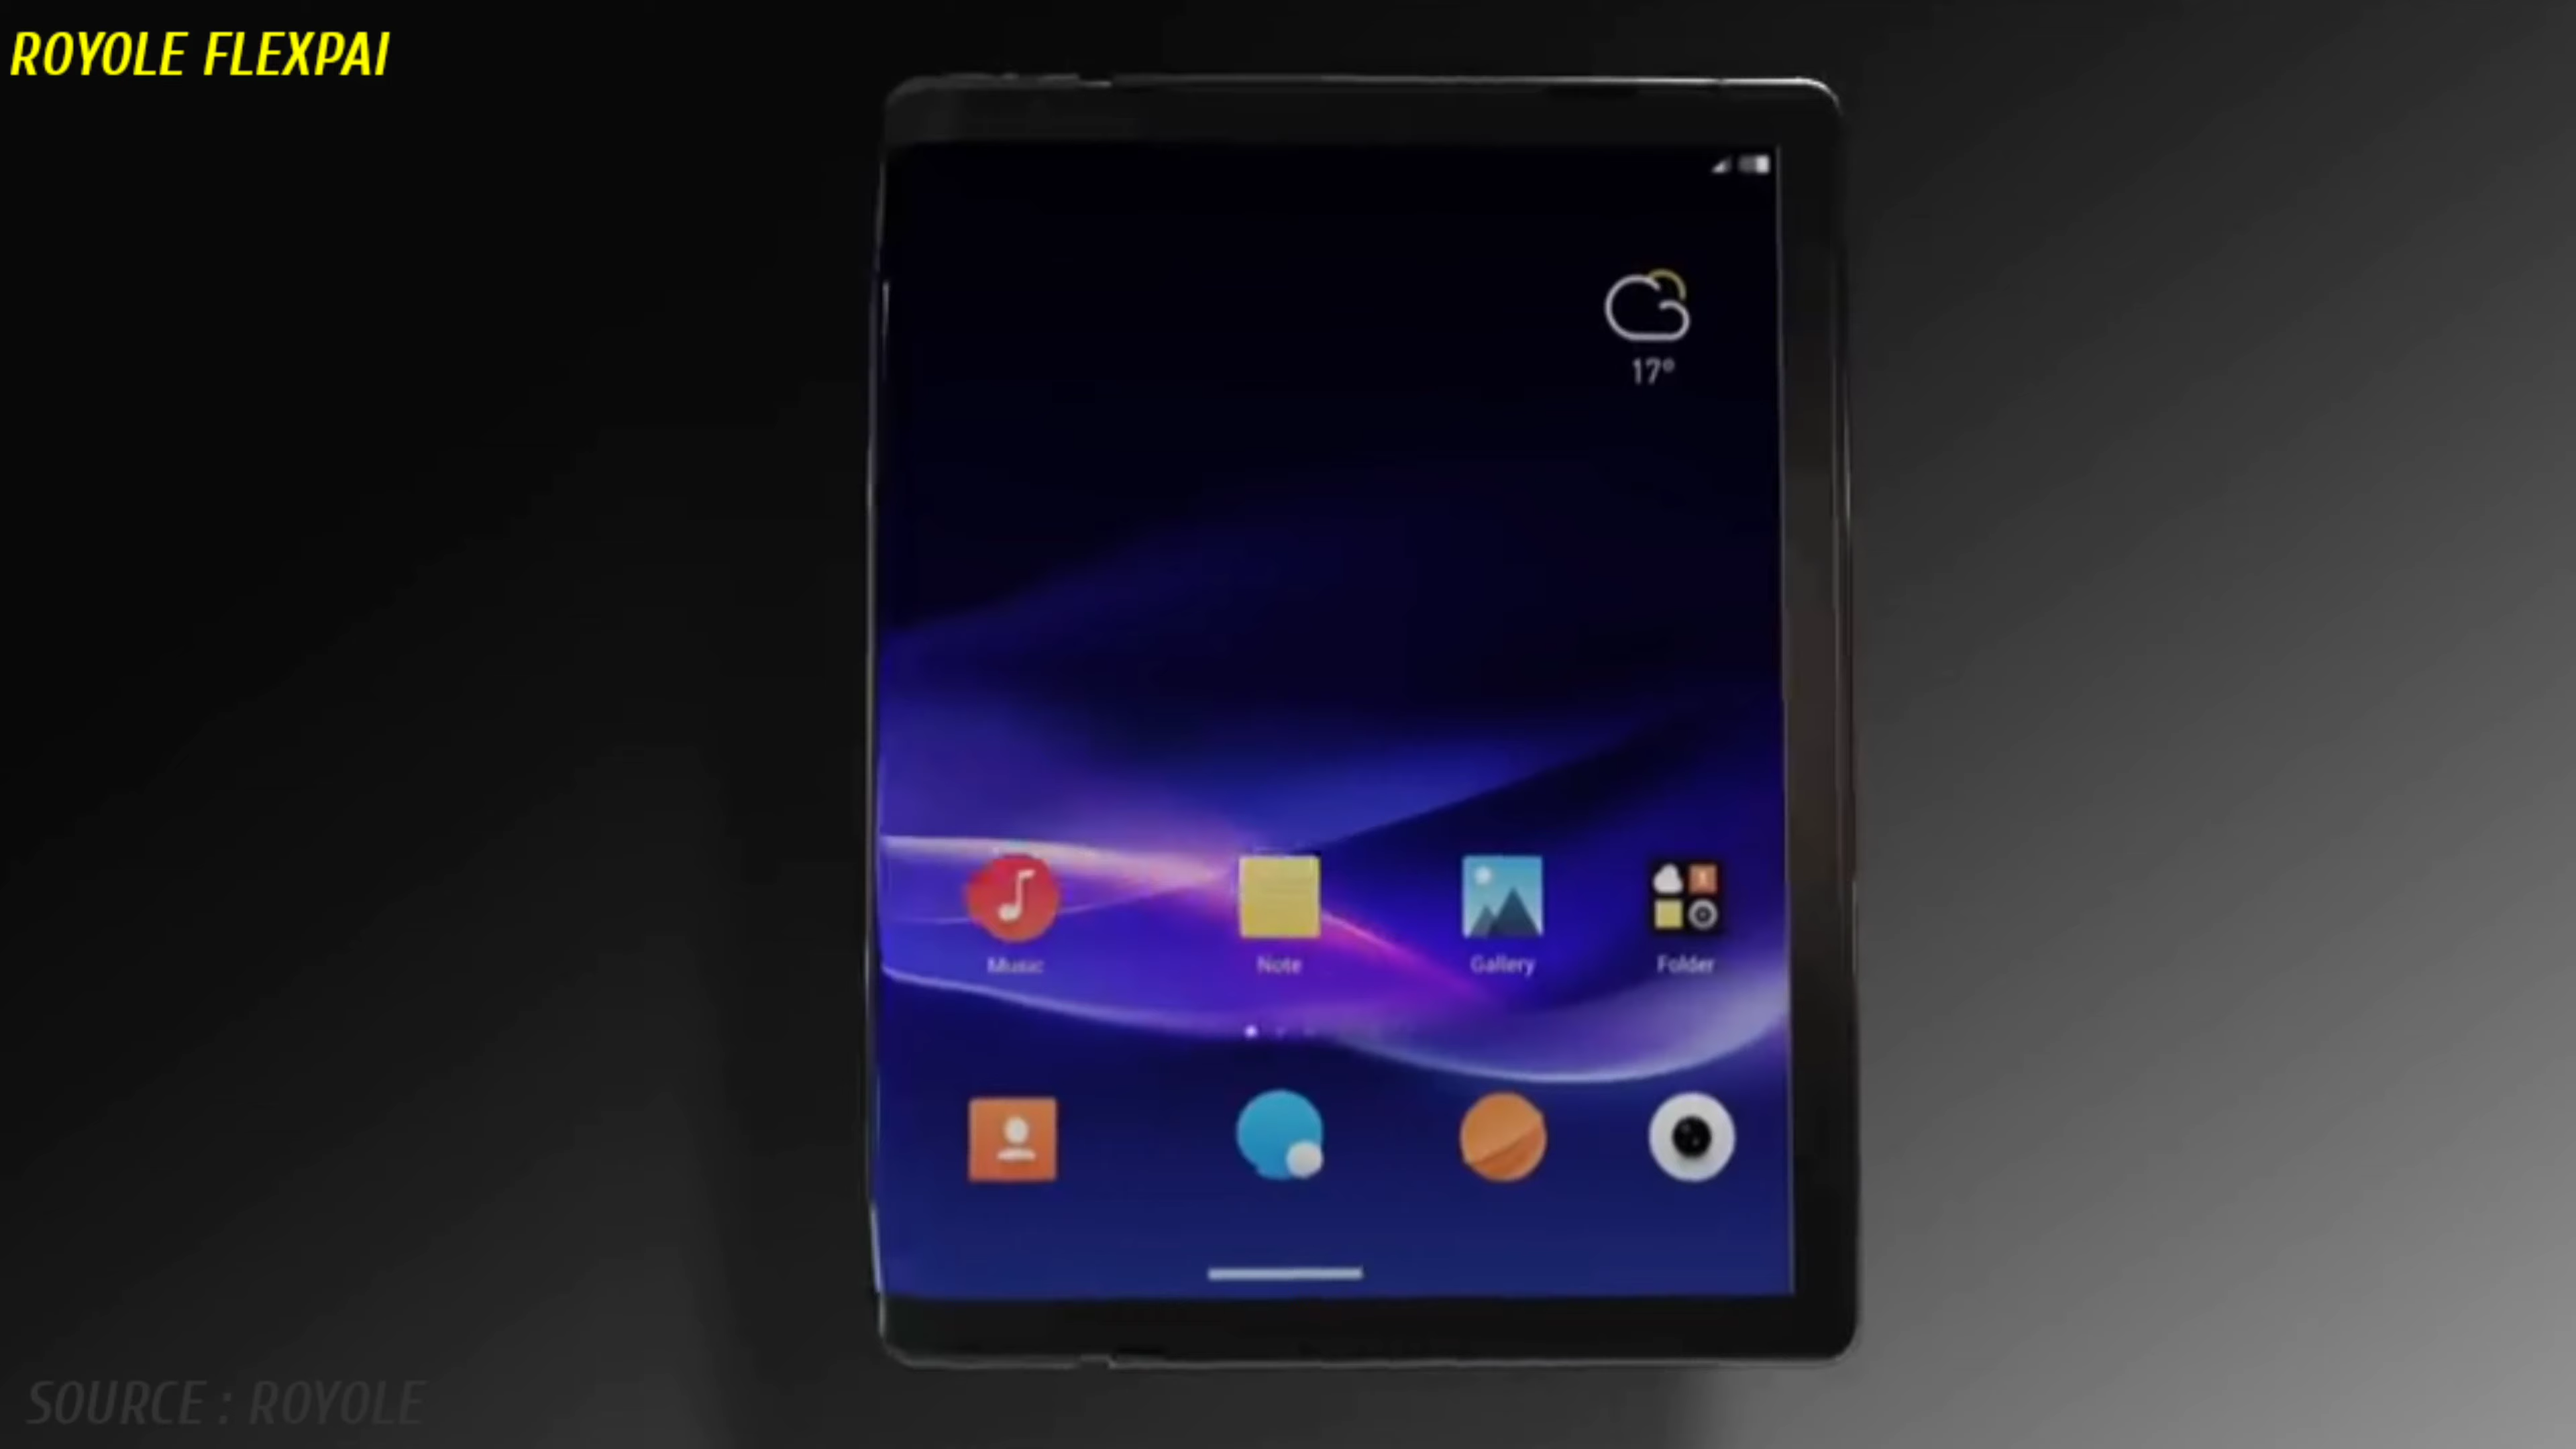 ROYOLE FLEXPAI
17°
Music
Note
Gallery
Folder
SOURCE : ROYOLE